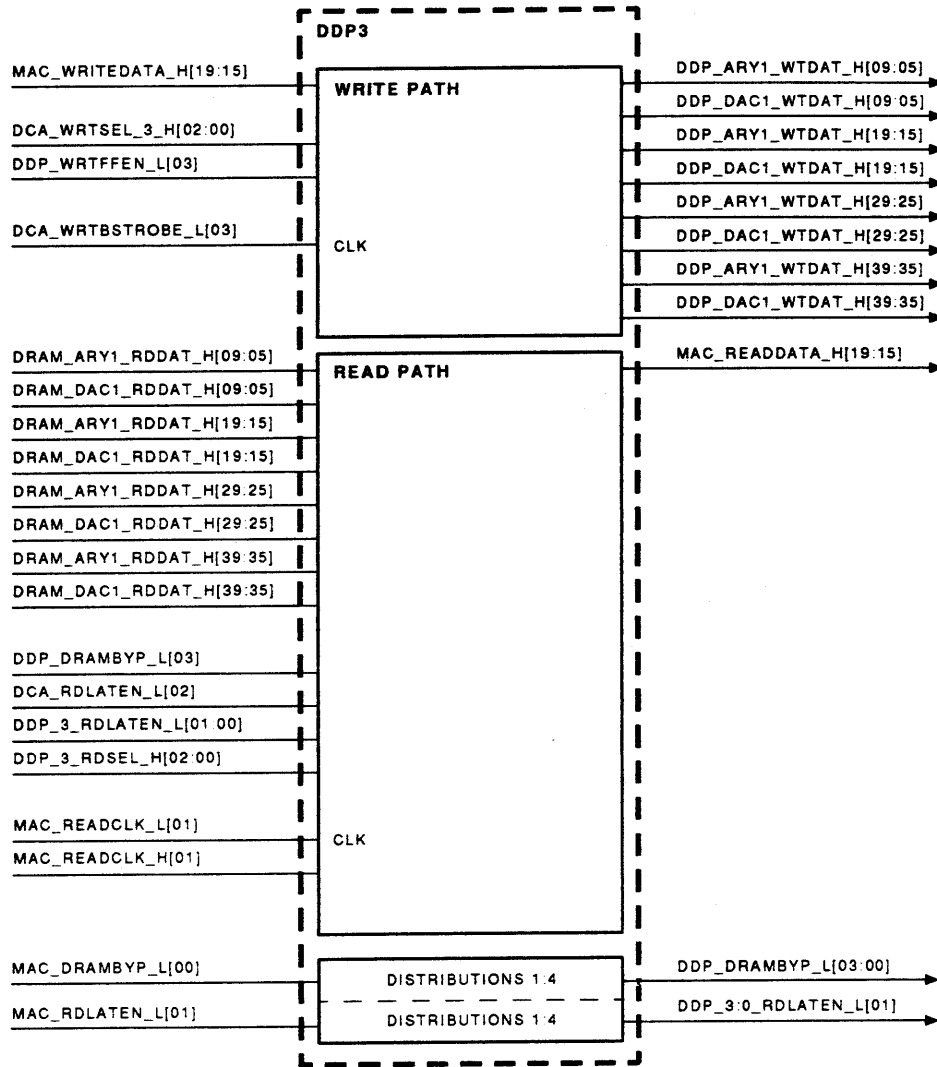 DDP3
MAC_WRITEDATA_H[19:15]
DCA_WRTSEL_3_H[02:00]
DDP_WRTFFEN_L[03]
DCA_WRTBSTROBE_L[03]
WRITE PATH
CLK
DDP_ARY1_WTDAT_H[09:05]
DDP_DAC1_WTDAT_H[09:05]
DDP_ARY1_WTDAT_H[19:15]
DDP_DAC1_WTDAT_H[19:15]
DDP_ARY1_WTDAT_H[29:25]
DDP_DAC1_WTDAT_H[29:25]
DDP_ARY1_WTDAT_H[39:35]
DDP_DAC1_WTDAT_H[39:35]
DRAM_ARY1_RDDAT_H[09:05]
DRAM_DAC1_RDDAT_H[09:05]
DRAM_ARY1_RDDAT_H[19:15]
DRAM_DAC1_RDDAT_H[19:15]
DRAM_ARY1_RDDAT_H[29:25]
DRAM_DAC1_RDDAT_H[29:25]
DRAM_ARY1_RDDAT_H[39:35]
DRAM_DAC1_RDDAT_H[39:35]
DDP_DRAMBYP_L[03]
DCA_RDLATEN_L[02]
DDP_3_RDLATEN_L[01:00]
DDP_3_RDSEL_H[02:00]
MAC_READCLK_L[01]
MAC_READCLK_H[01]
READ PATH
CLK
MAC_READDATA_H[19:15]
MAC_DRAMBYP_L[00]
MAC_RDLATEN_L[01]
DISTRIBUTIONS 1:4
DISTRIBUTIONS 1:4
DDP_DRAMBYP_L[03:00]
DDP_3:0_RDLATEN_L[01]